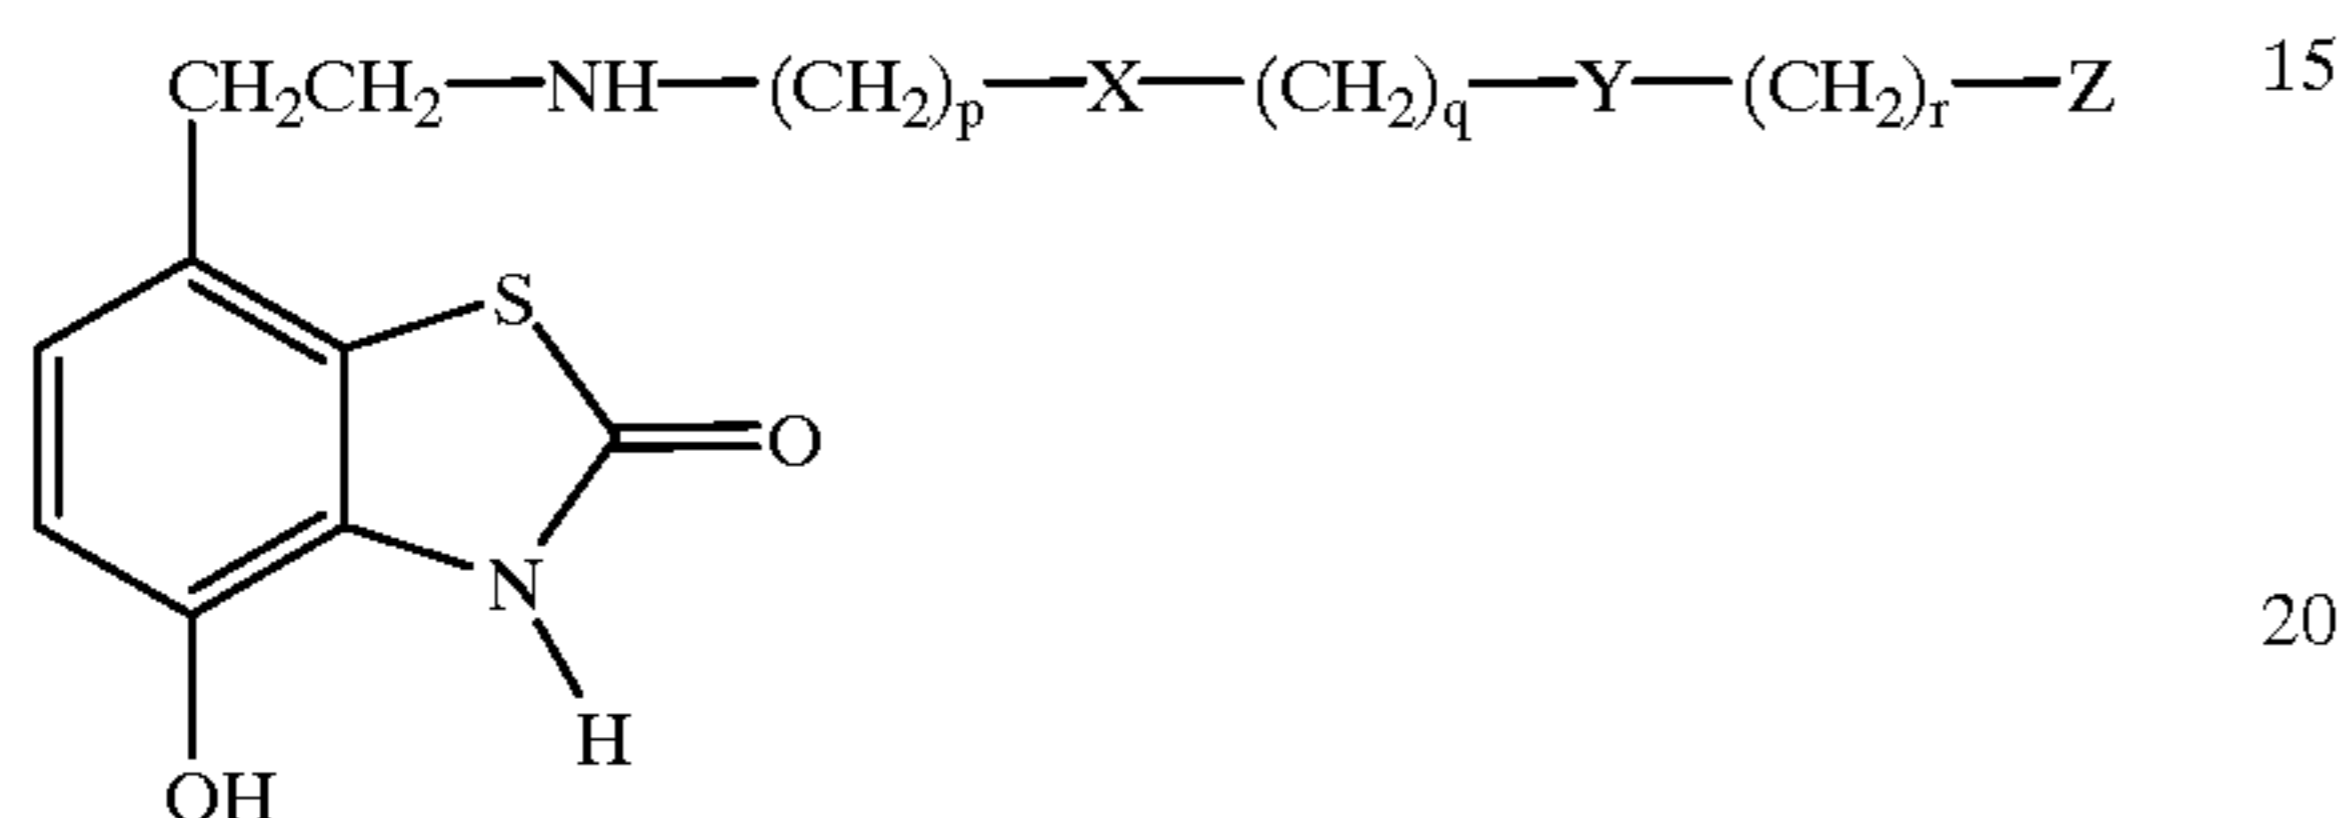 CH₂CH₂—NH—(CH₂)p—X—(CH₂)q—Y—(CH₂)r—Z 15
S
O
N 20
H
OH